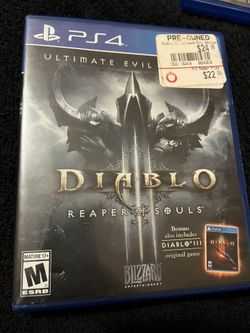 PS4
PRE-OWNED
$24
$22
ULTIMATE EVIL
DIABLO
REAPER OF SOULS
Bonus
also includes
DIABLO III
original game
MATURE 17+
M
ESRB
BLIZZARD
ENTERTAINMENT